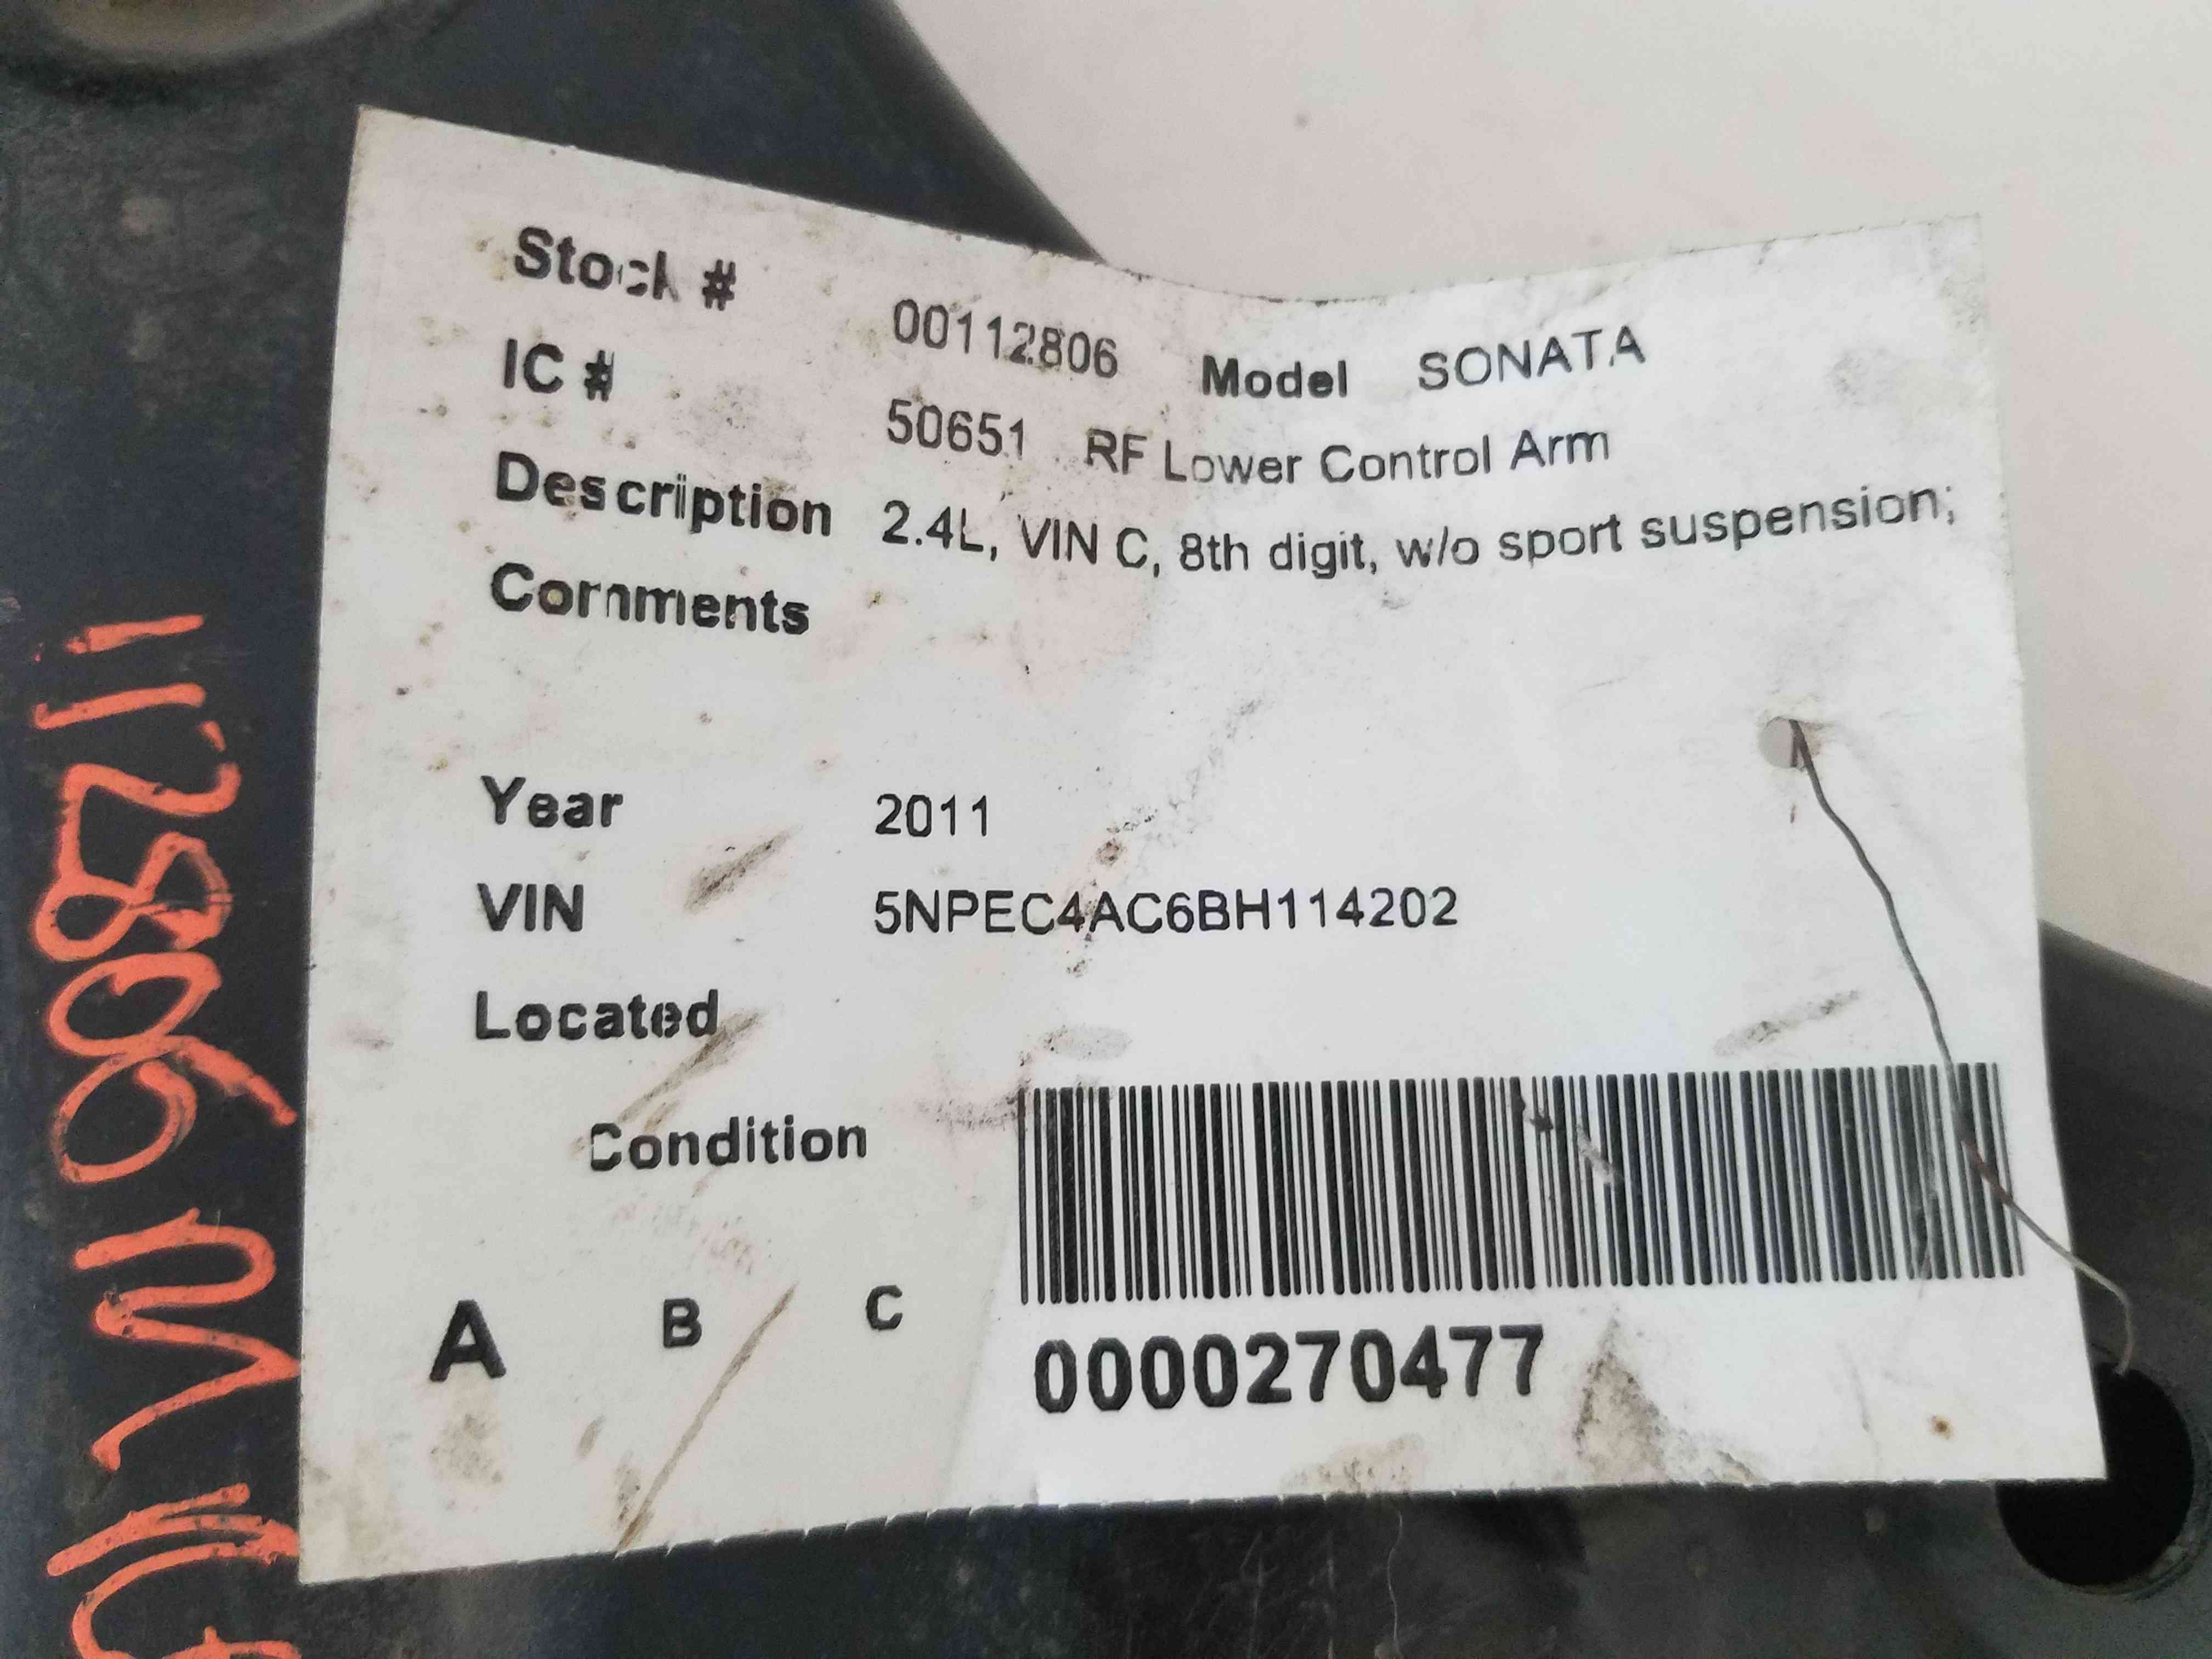 Stock # 00112806 Model SONATA
IC # 50651 RF Lower Control Arm
Description 2.4L, VIN C, 8th digit, w/o sport suspension;
Comments
Year 2011
VIN 5NPEC4AC6BH114202
Located
Condition
A B C
0000270477
112806